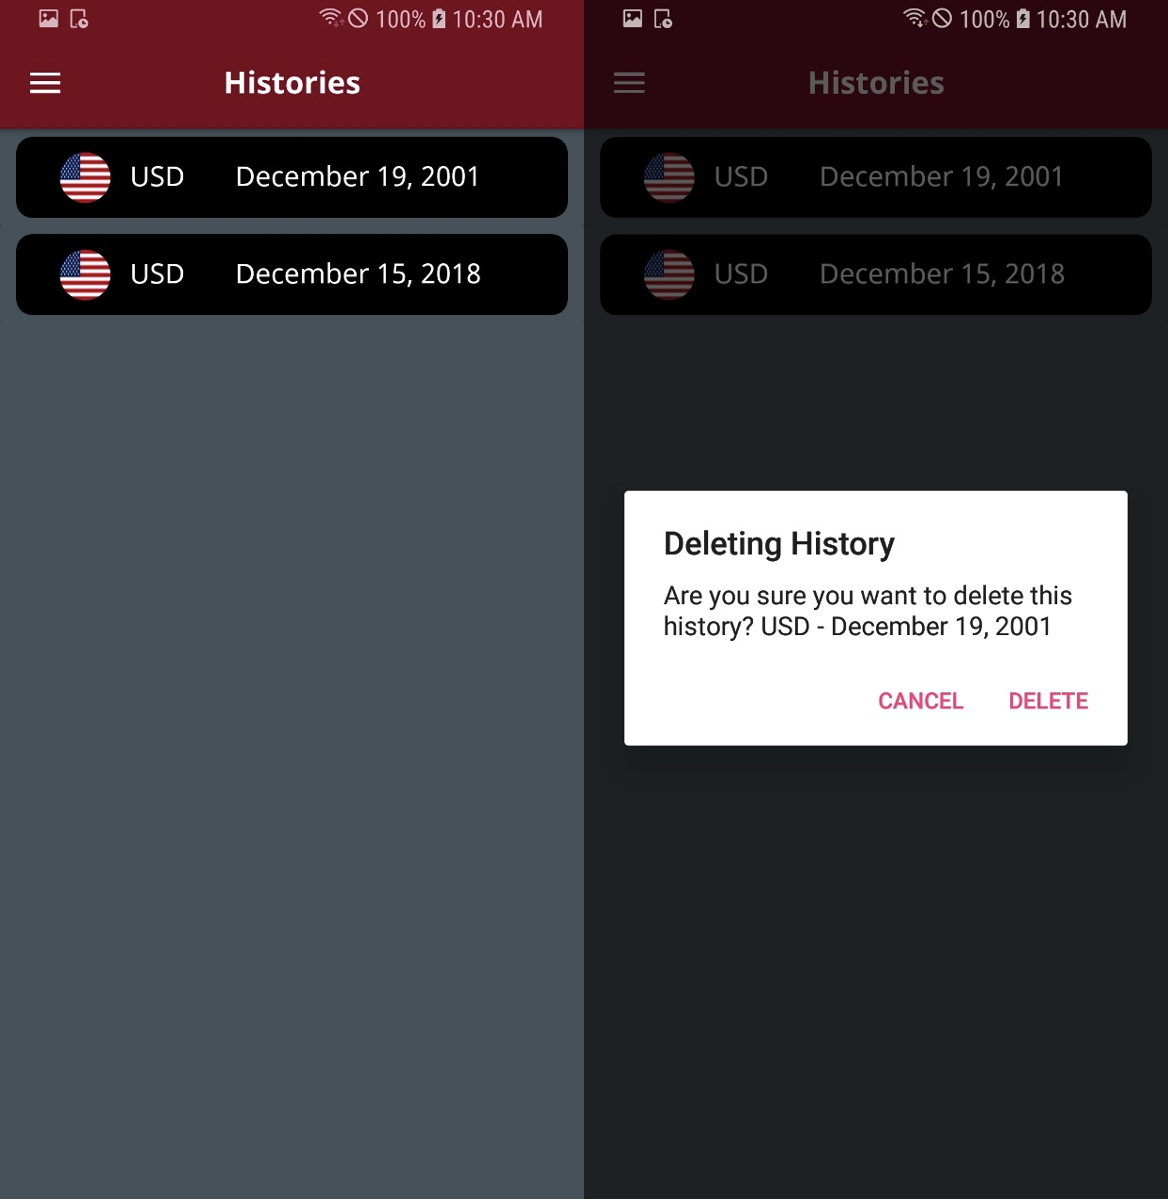 100% 10:30 AM
Histories
USD December 19, 2001
USD December 15, 2018
100% 10:30 AM
Histories
USD December 19, 2001
USD December 15, 2018
Deleting History
Are you sure you want to delete this
history? USD - December 19, 2001
CANCEL DELETE